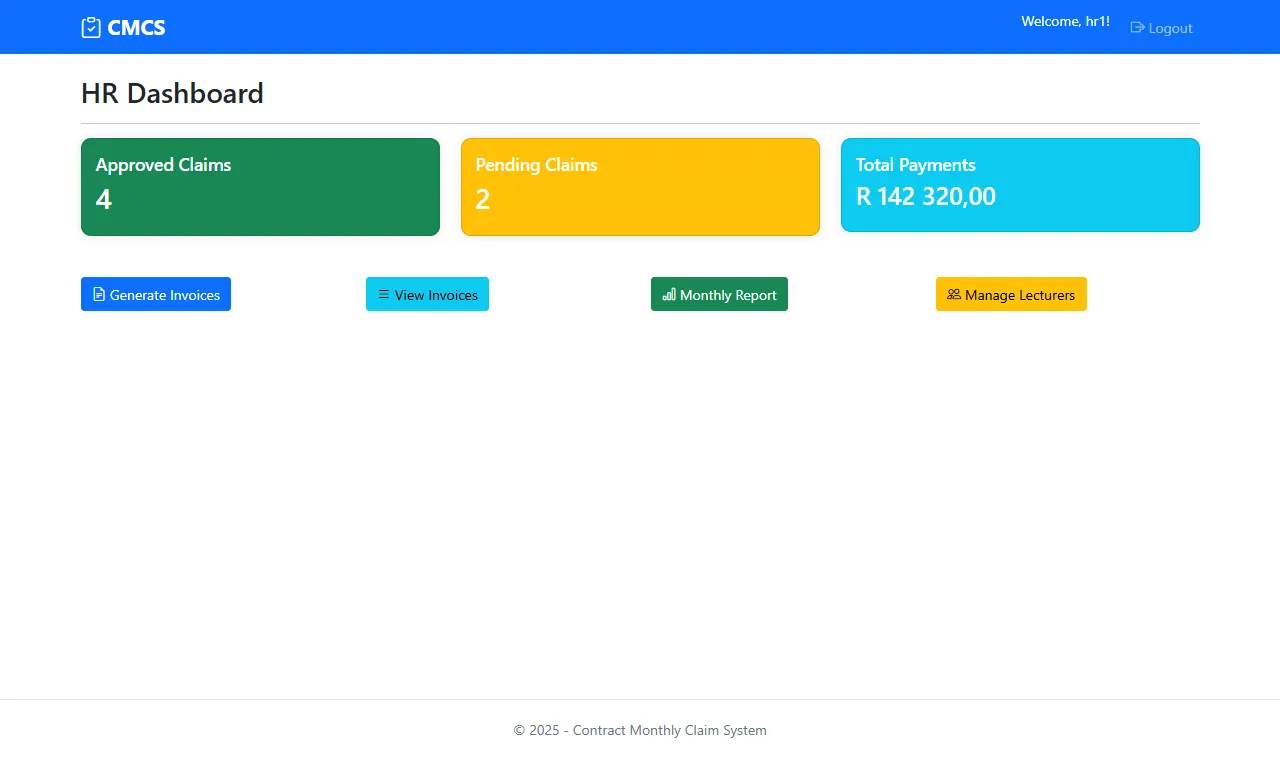 CMCS
Welcome, hr1!
Logout
HR Dashboard
Approved Claims
4
Pending Claims
2
Total Payments
R 142 320,00
Generate Invoices
View Invoices
Monthly Report
Manage Lecturers
© 2025 - Contract Monthly Claim System